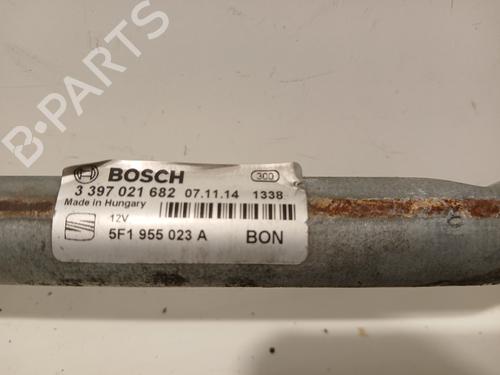 B-PARTS
BOSCH 300
3 397 021 682 07.11.14 1338
Made in Hungary
12V
5F1 955 023 A BON